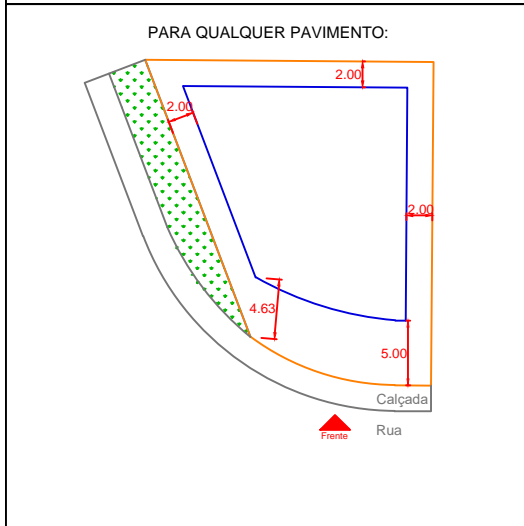 PARA QUALQUER PAVIMENTO:
2.00
2.00
2.00
4.63
5.00
Calçada
Rua
Frente